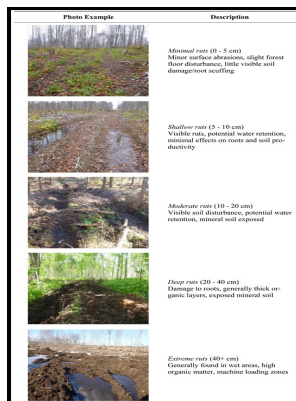 Photo Example
Description
Minimal ruts (0 - 5 cm)
Minor surface abrasions, slight forest
floor disturbance, little visible soil
damage/root scuffing
Shallow ruts (5 - 10 cm)
Visible ruts, potential water retention,
minimal effects on roots and soil pro-
ductivity
Moderate ruts (10 - 20 cm)
Visible soil disturbance, potential water
retention, mineral soil exposed
Deep ruts (20 - 40 cm)
Damage to roots, generally thick or-
ganic layers, exposed mineral soil
Extreme ruts (40+ cm)
Generally found in wet areas, high
organic matter, machine loading zones